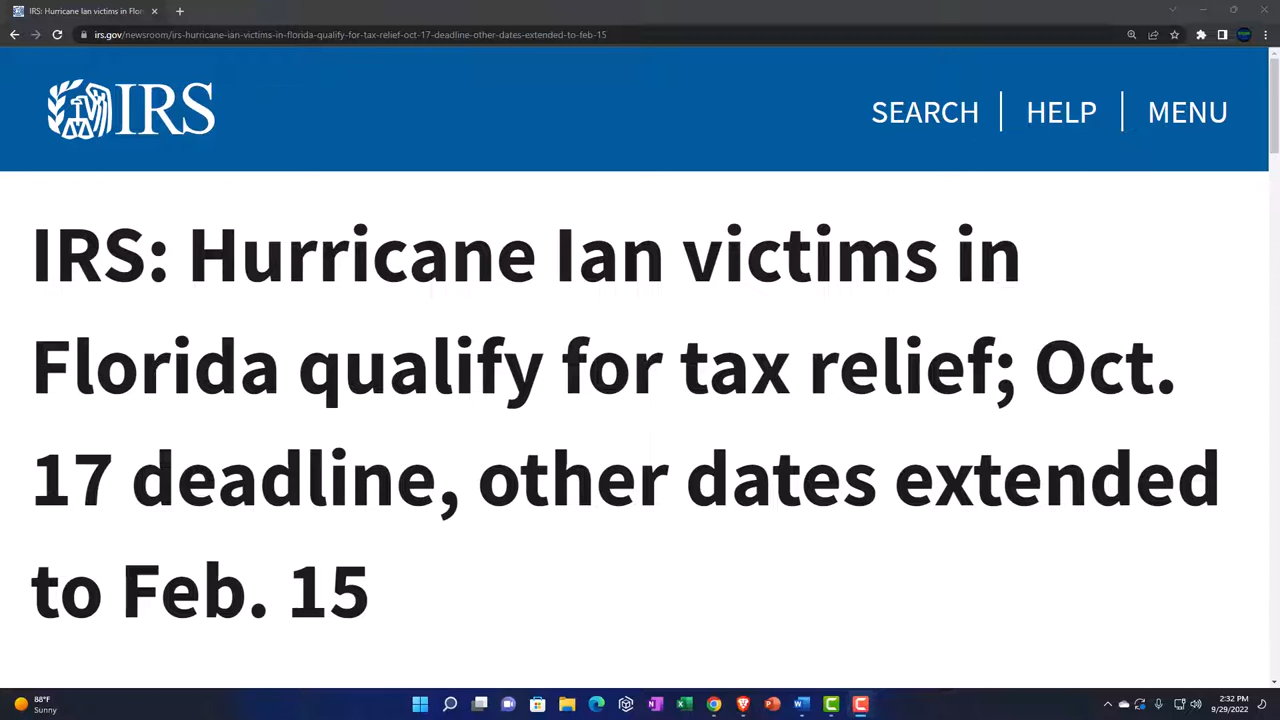 IRS: Hurricane Ian victims in Flor
irs.gov/newsroom/irs-hurricane-ian-victims-in-florida-qualify-for-tax-relief-oct-17-deadline-other-dates-extended-to-feb-15
IRS
SEARCH
HELP
MENU
IRS: Hurricane Ian victims in
Florida qualify for tax relief; Oct.
17 deadline, other dates extended
to Feb. 15
88°F
Sunny
2:32 PM
9/29/2022